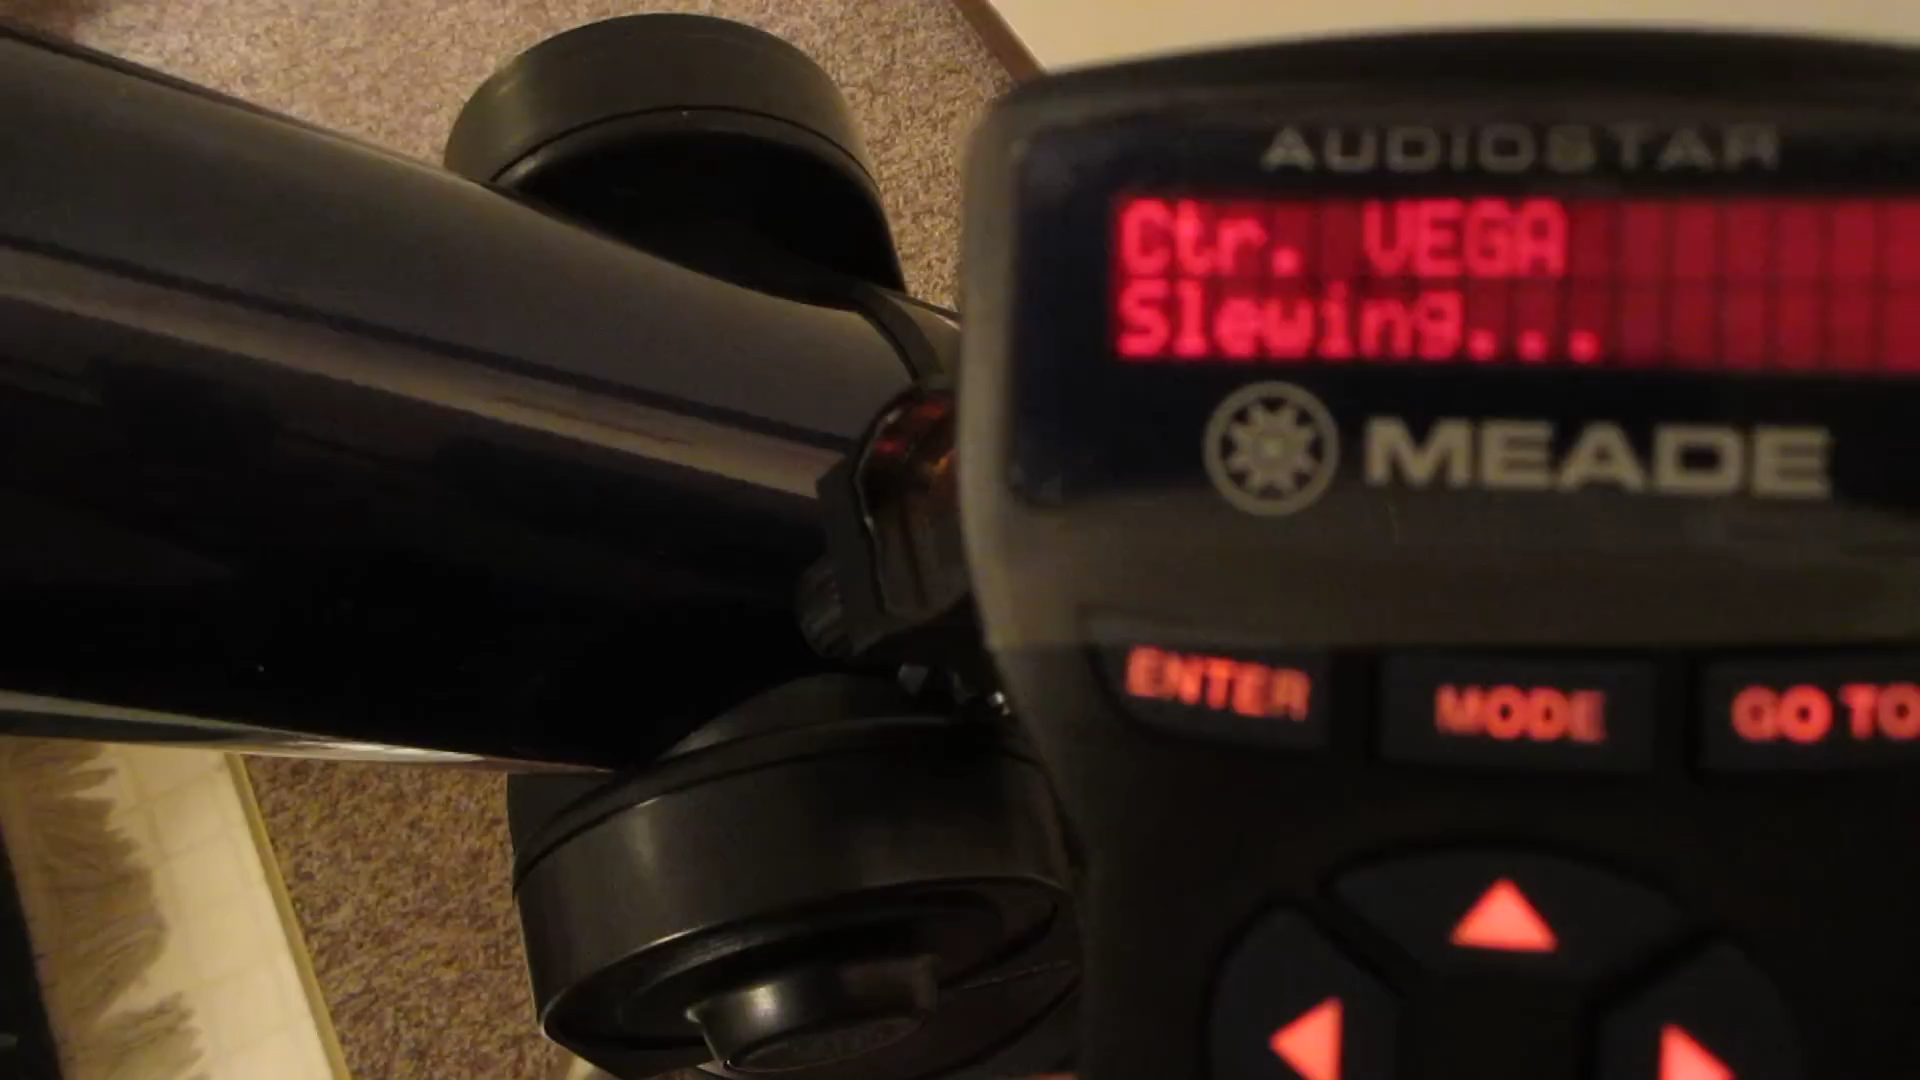 AUDIOSTAR
Ctr. VEGA
Slewing...
MEADE
ENTER MODE GO TO